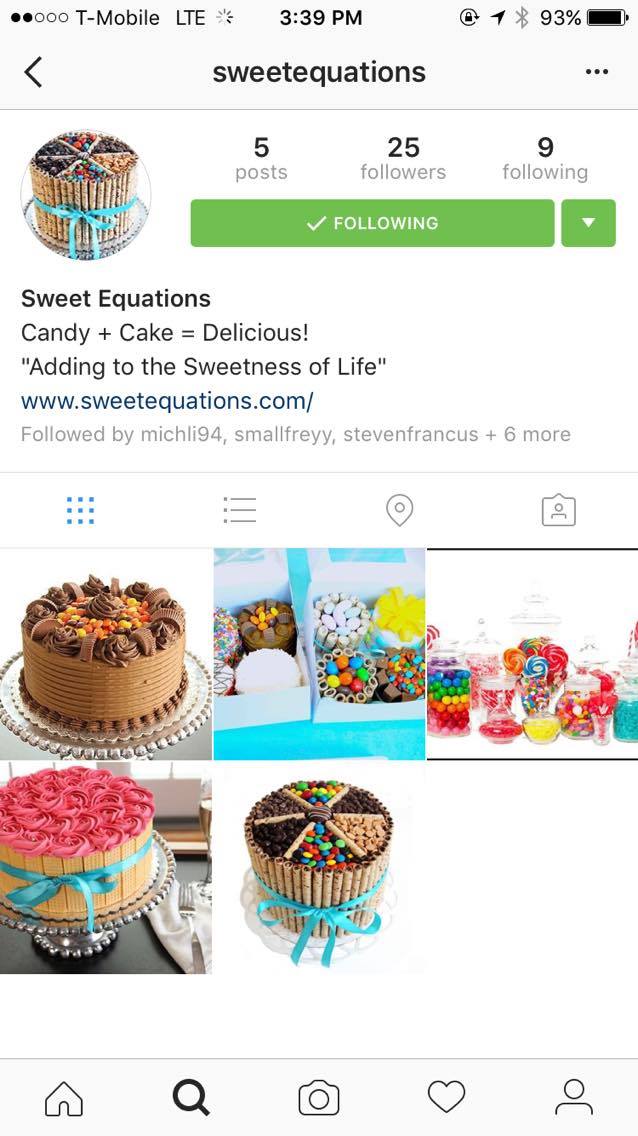 T-Mobile LTE 3:39 PM 93%
sweetequations
5 25 9
posts followers following
FOLLOWING
Sweet Equations
Candy + Cake = Delicious!
"Adding to the Sweetness of Life"
www.sweetequations.com/
Followed by michli94, smallfreyy, stevenfrancus + 6 more